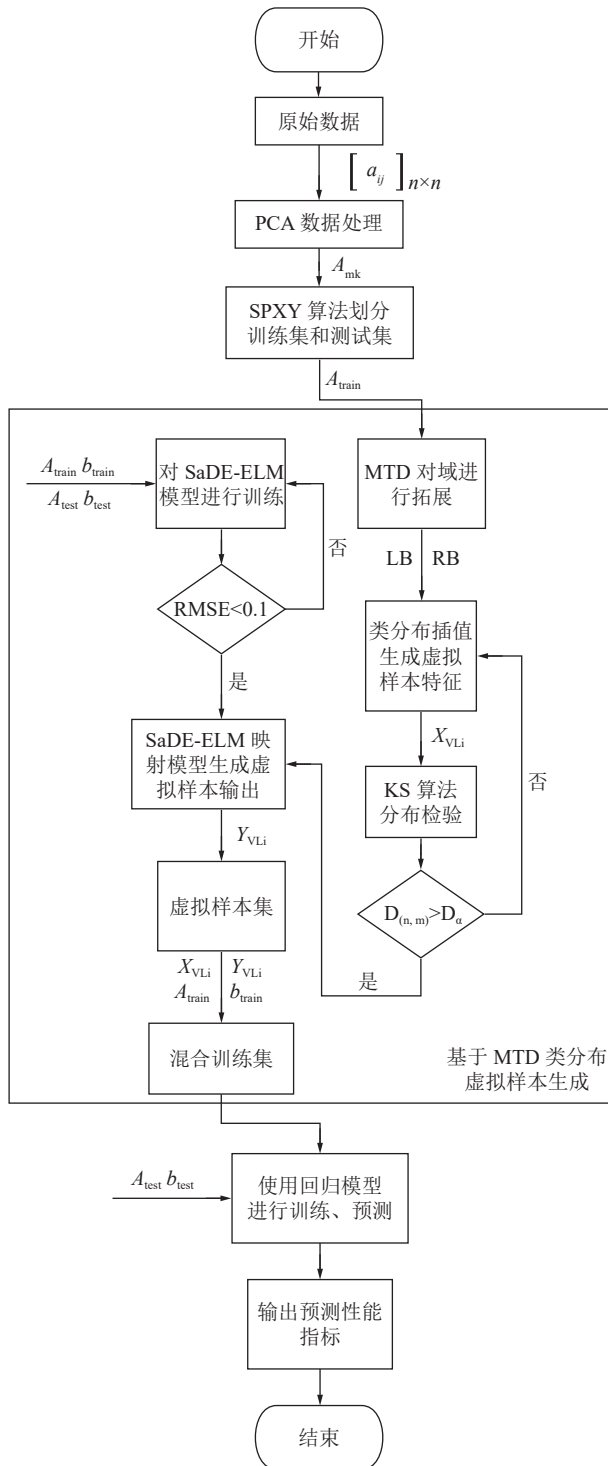 开始
原始数据
[ a_ij ]_n×n
PCA 数据处理
A_mk
SPXY 算法划分
训练集和测试集
A_train
A_train b_train
A_test b_test
对 SaDE-ELM
模型进行训练
否
RMSE<0.1
是
SaDE-ELM 映
射模型生成虚
拟样本输出
Y_VLi
虚拟样本集
X_VLi Y_VLi
A_train b_train
混合训练集
MTD 对域进
行拓展
LB RB
类分布插值
生成虚拟
样本特征
X_VLi
KS 算法
分布检验
否
D_(n, m)>D_α
是
基于 MTD 类分布
虚拟样本生成
A_test b_test
使用回归模型
进行训练、预测
输出预测性能
指标
结束